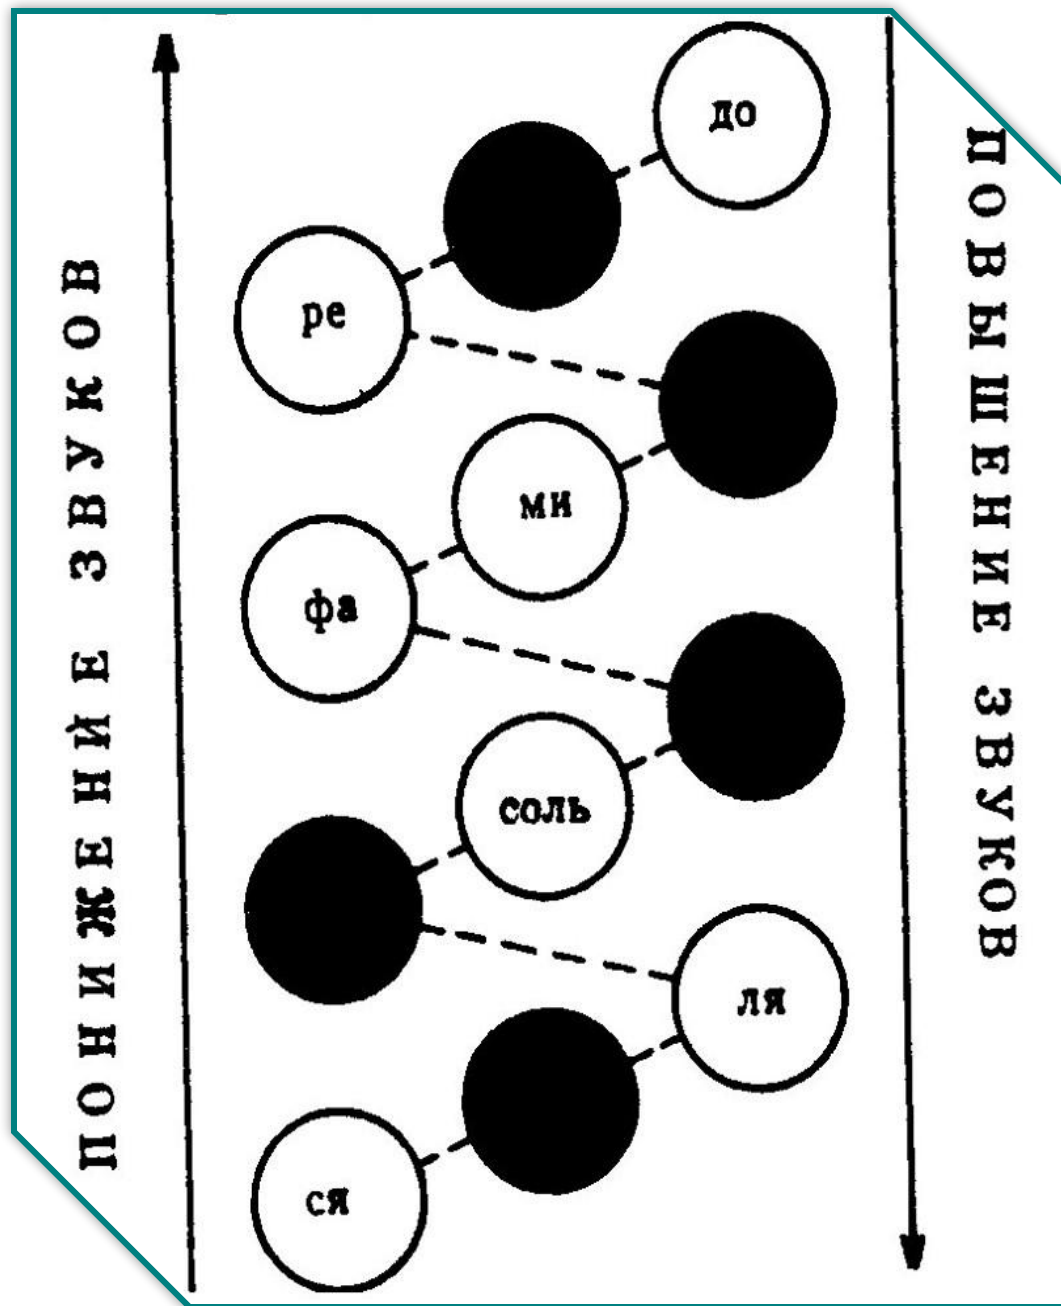 ПОНИЖЕНИЕ ЗВУКОВ
до
ре
ми
фа
соль
ля
ся
ПОВЫШЕНИЕ ЗВУКОВ